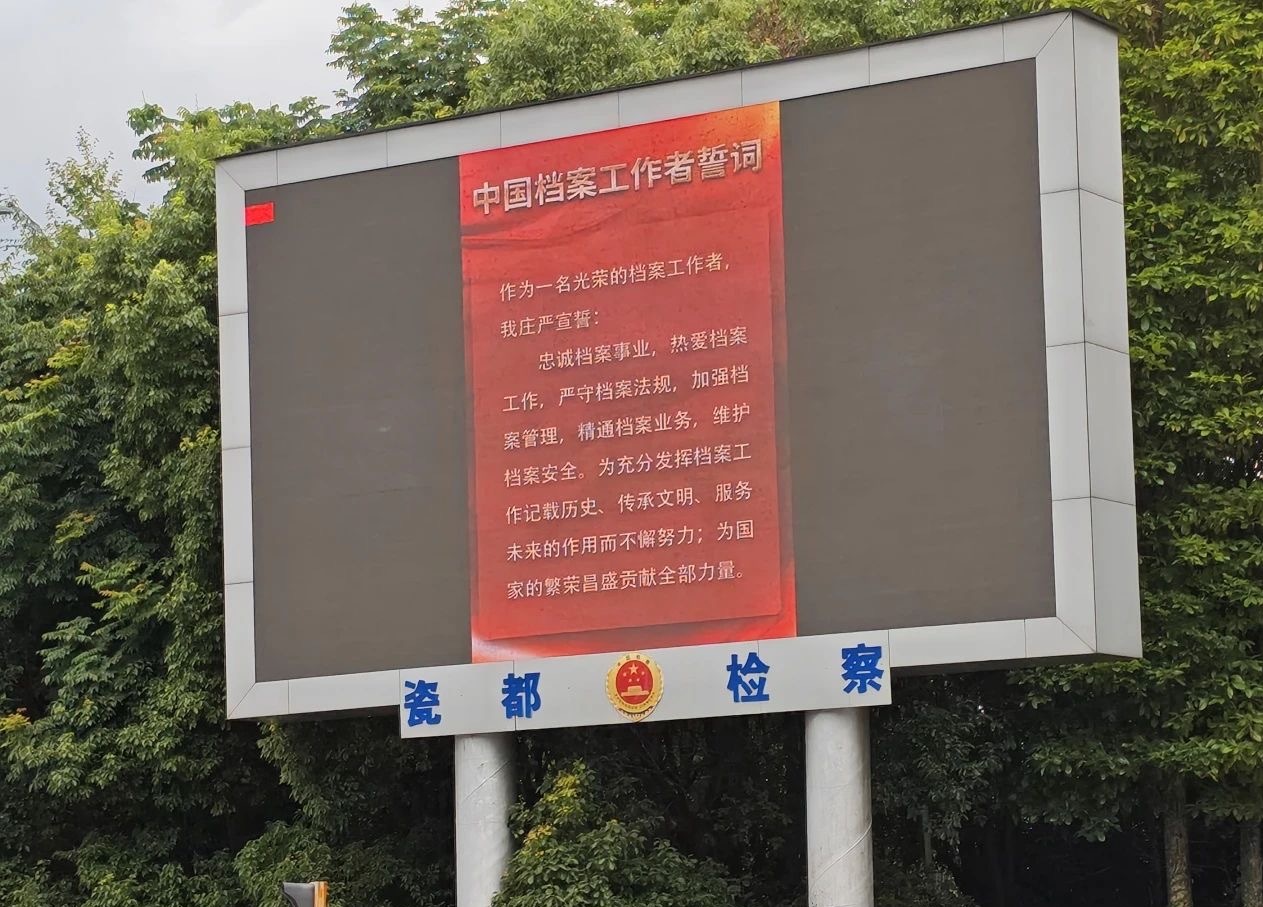 中国档案工作者誓词
作为一名光荣的档案工作者，
我庄严宣誓：
忠诚档案事业，热爱档案
工作，严守档案法规，加强档
案管理，精通档案业务，维护
档案安全。为充分发挥档案工
作记载历史、传承文明、服务
未来的作用而不懈努力；为国
家的繁荣昌盛贡献全部力量。
瓷都检察